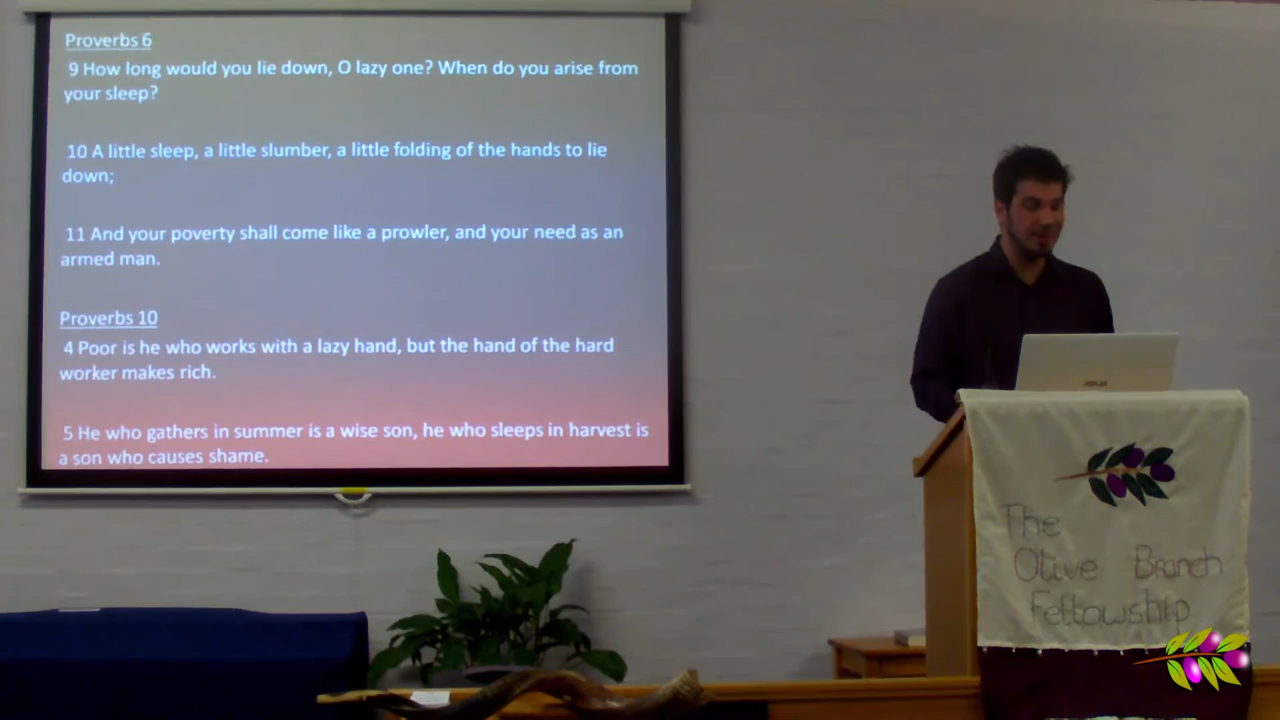 Proverbs 6
9 How long would you lie down, O lazy one? When do you arise from
your sleep?
10 A little sleep, a little slumber, a little folding of the hands to lie
down;
11 And your poverty shall come like a prowler, and your need as an
armed man.
Proverbs 10
4 Poor is he who works with a lazy hand, but the hand of the hard
worker makes rich.
5 He who gathers in summer is a wise son, he who sleeps in harvest is
a son who causes shame.
ASUS
The
Olive Branch
Fellowship